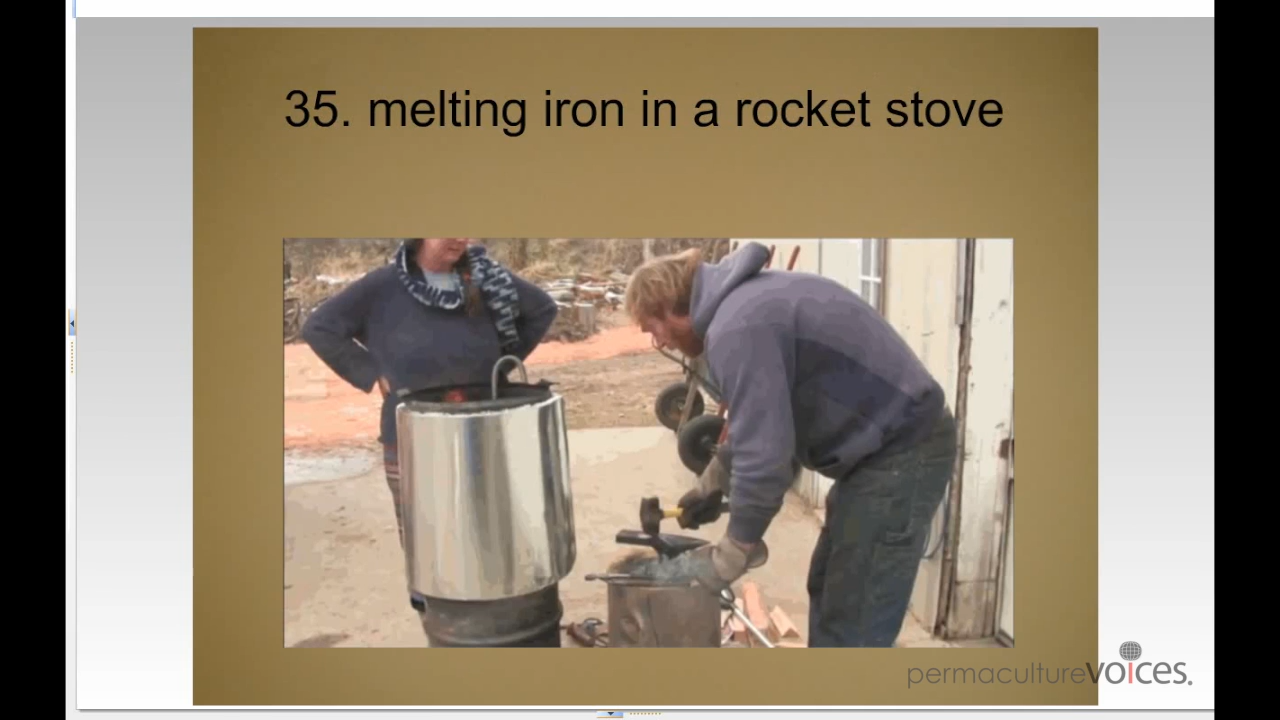 35. melting iron in a rocket stove
permaculturevoices.